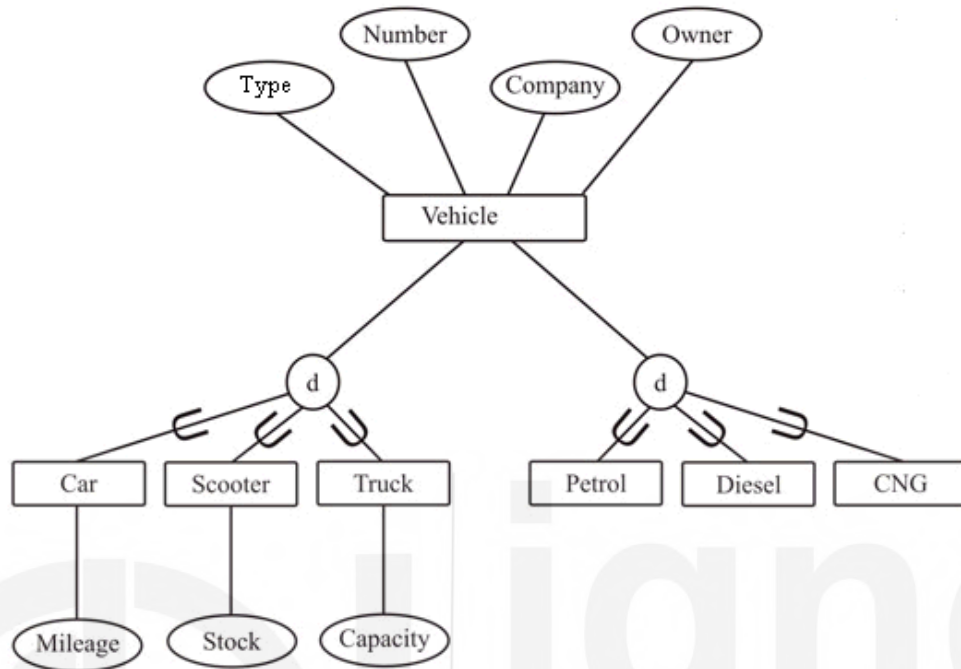 Number
Owner
Type
Company
Vehicle
d
d
Car
Scooter
Truck
Petrol
Diesel
CNG
Mileage
Stock
Capacity